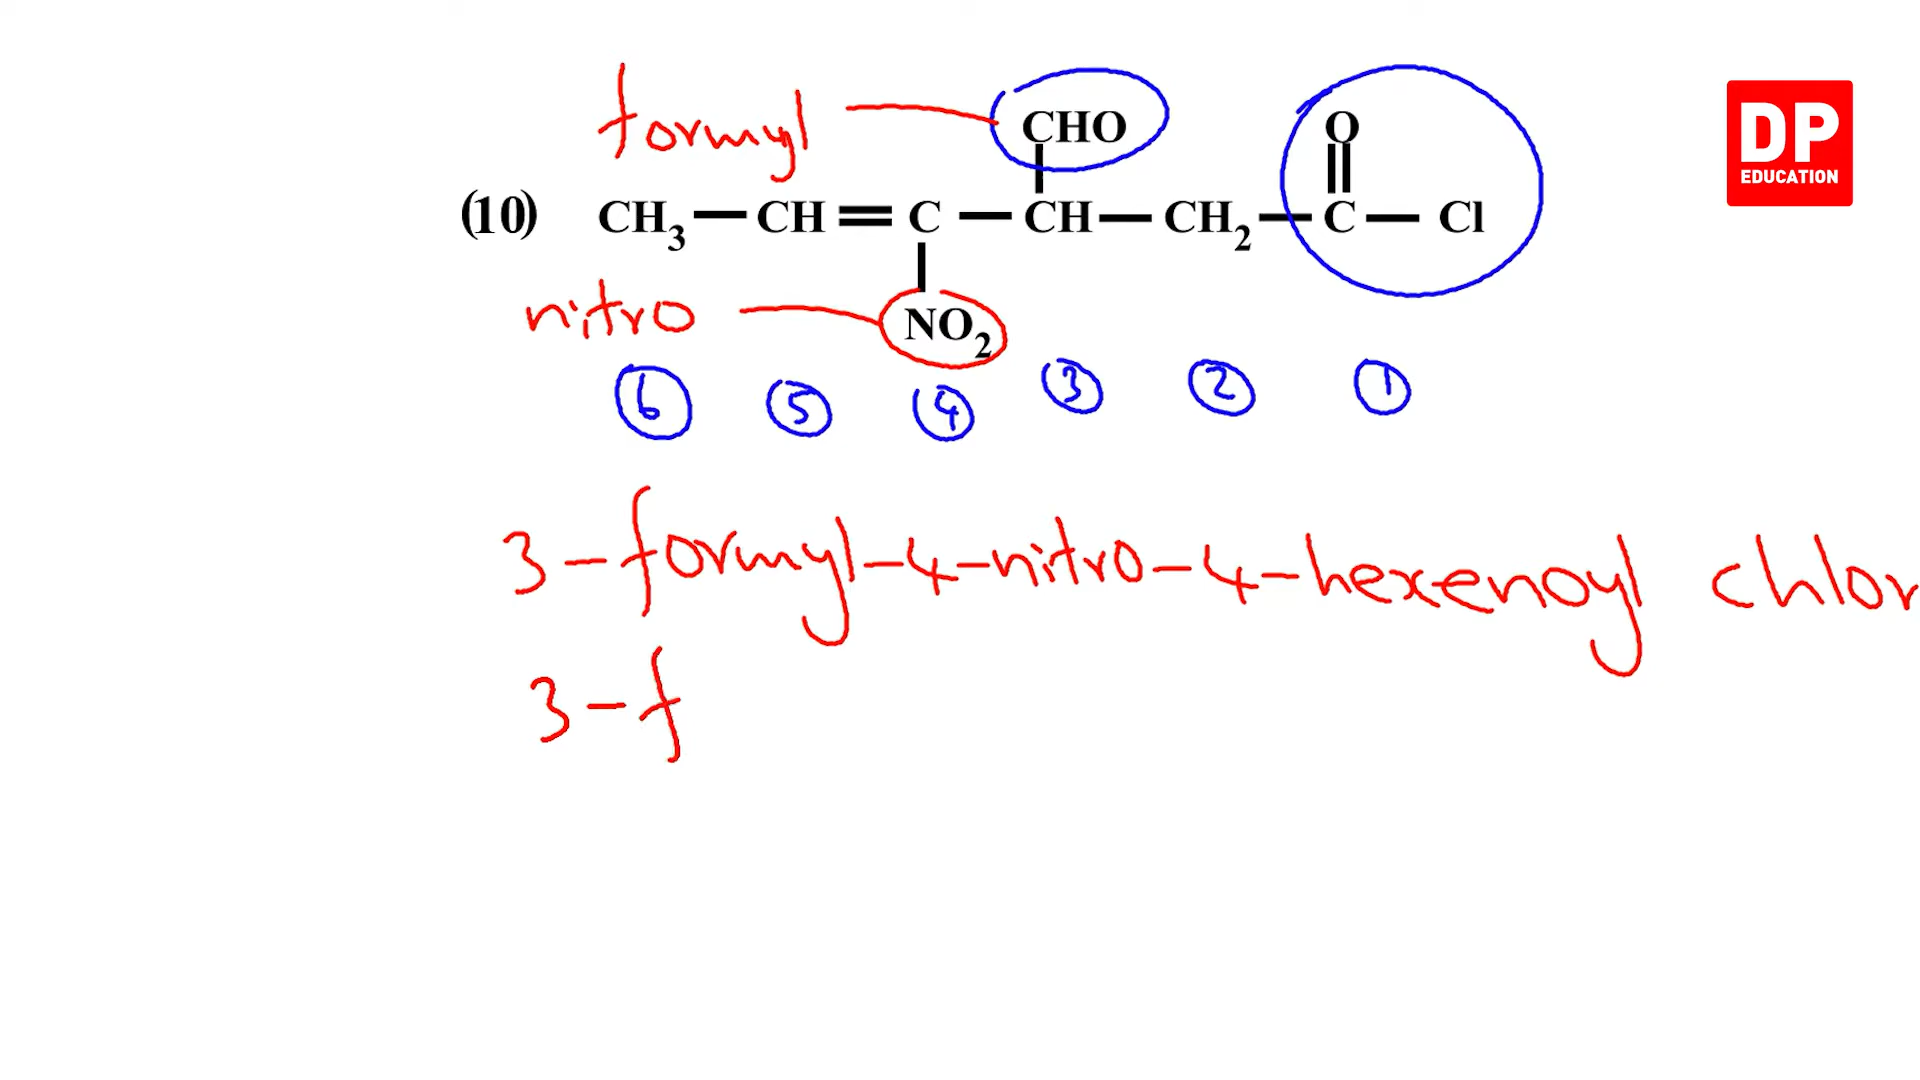 formyl
CHO
O
DP
EDUCATION
(10) CH3 — CH = C — CH — CH2 — C — Cl
nitro
NO2
6 5 4 3 2 1
3-formyl-4-nitro-4-hexenoyl chlor
3-f